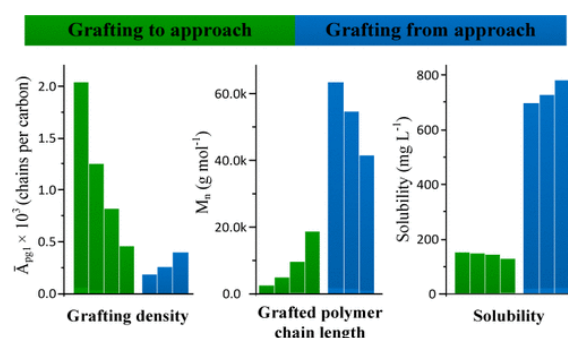 Grafting to approach
Grafting from approach
Ā_pg1 × 10³ (chains per carbon)
2.0
1.5
1.0
0.5
0.0
Grafting density
Mₙ (g mol⁻¹)
60.0k
40.0k
20.0k
0.0
Grafted polymer
chain length
Solubility (mg L⁻¹)
800
600
400
200
0
Solubility